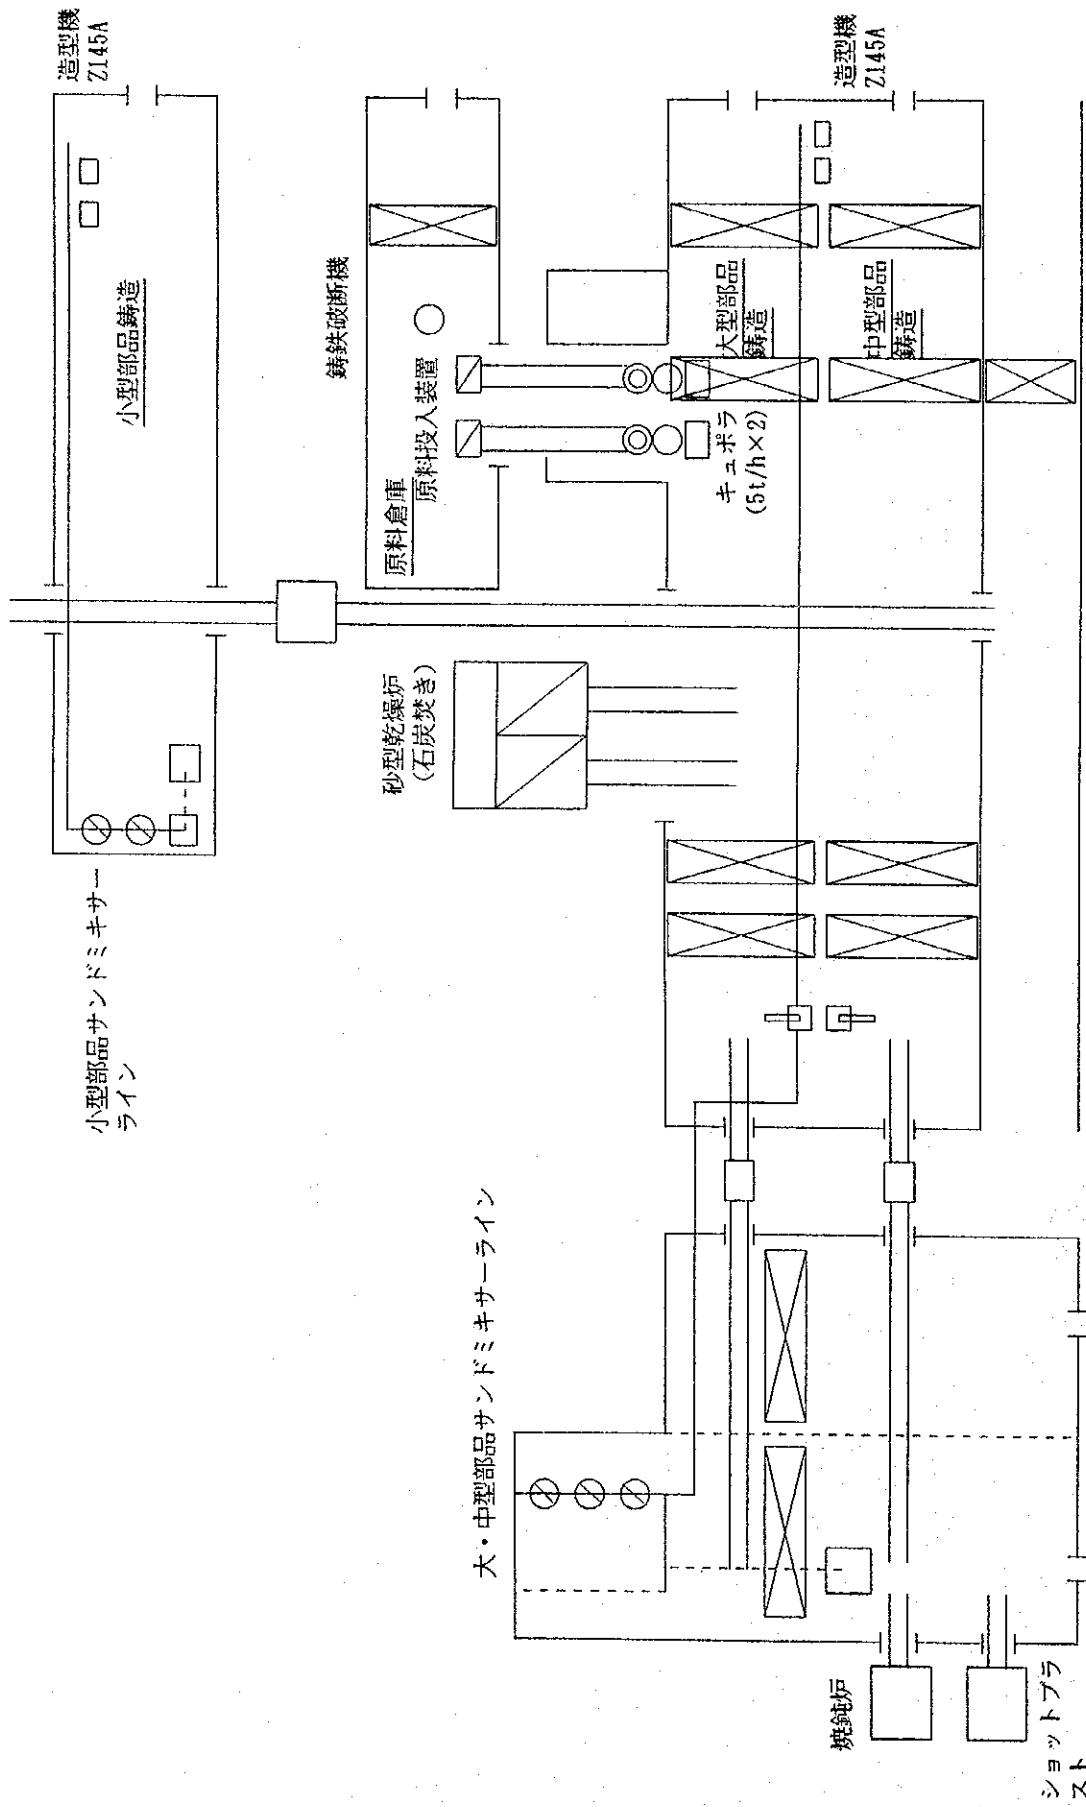 造型機
Z145A
小型部品鋳造
小型部品サンドミキサー
ライン
鋳鉄破断機
原料投入装置
原料倉庫
砂型乾燥炉
(石炭焚き)
造型機
Z145A
大型部品
鋳造
中型部品
鋳造
キュポラ
(5t/h×2)
大・中型部品サンドミキサーライン
焼鈍炉
ショットブラ
スト